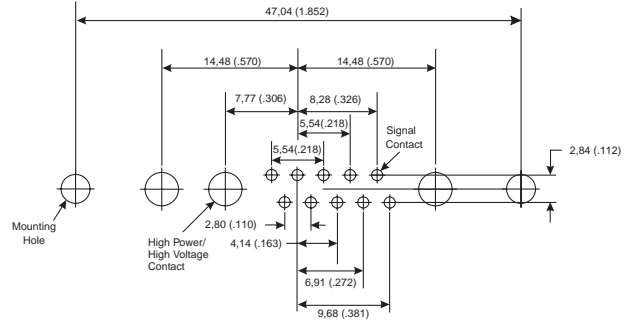 47,04 (1.852)
14,48 (.570)
14,48 (.570)
7,77 (.306)
8,28 (.326)
5,54(.218)
5,54(.218)
Signal
Contact
2,84 (.112)
Mounting
Hole
2,80 (.110)
High Power/
High Voltage
Contact
4,14 (.163)
6,91 (.272)
9,68 (.381)